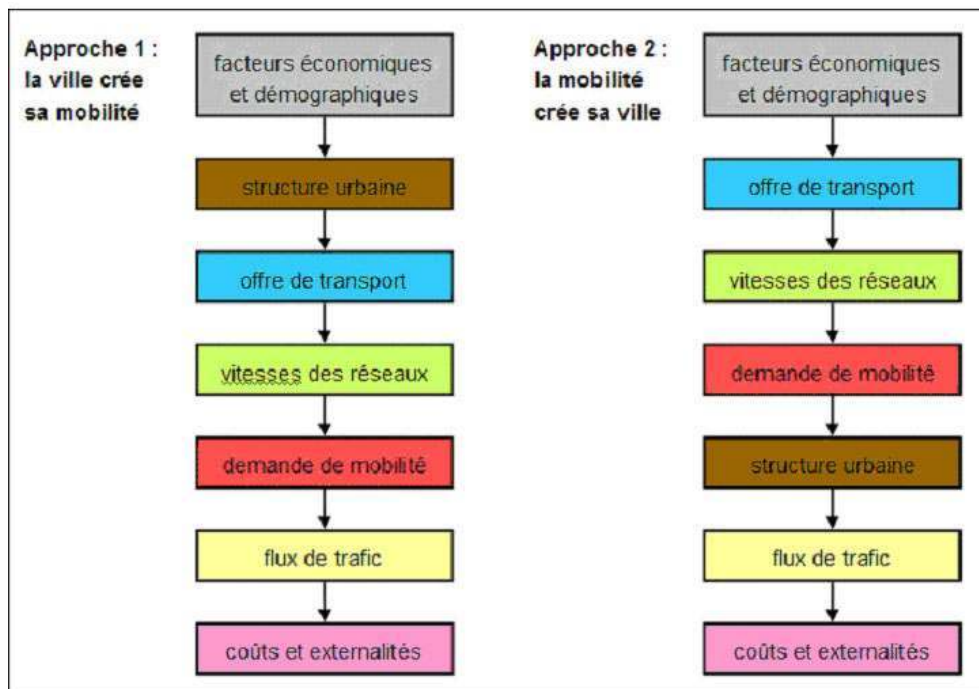 Approche 1 :
la ville crée
sa mobilité
facteurs économiques
et démographiques
structure urbaine
offre de transport
vitesses des réseaux
demande de mobilité
flux de trafic
coûts et externalités
Approche 2 :
la mobilité
crée sa ville
facteurs économiques
et démographiques
offre de transport
vitesses des réseaux
demande de mobilité
structure urbaine
flux de trafic
coûts et externalités